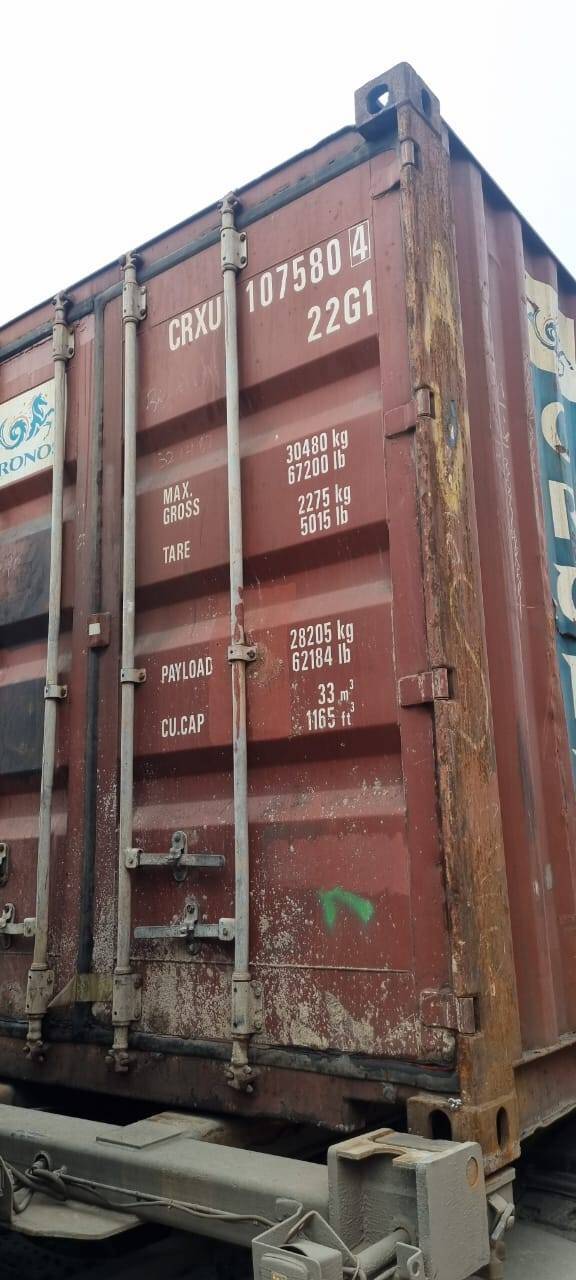 CRXU 107580 4
22G1
RONOS
MAX. GROSS 30480 kg
67200 lb
TARE 2275 kg
5015 lb
PAYLOAD 28205 kg
62184 lb
CU.CAP 33 m³
1165 ft³